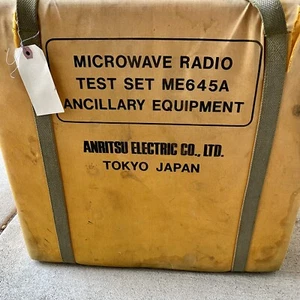 MICROWAVE RADIO
TEST SET ME645A
ANCILLARY EQUIPMENT
ANRITSU ELECTRIC CO., LTD.
TOKYO JAPAN